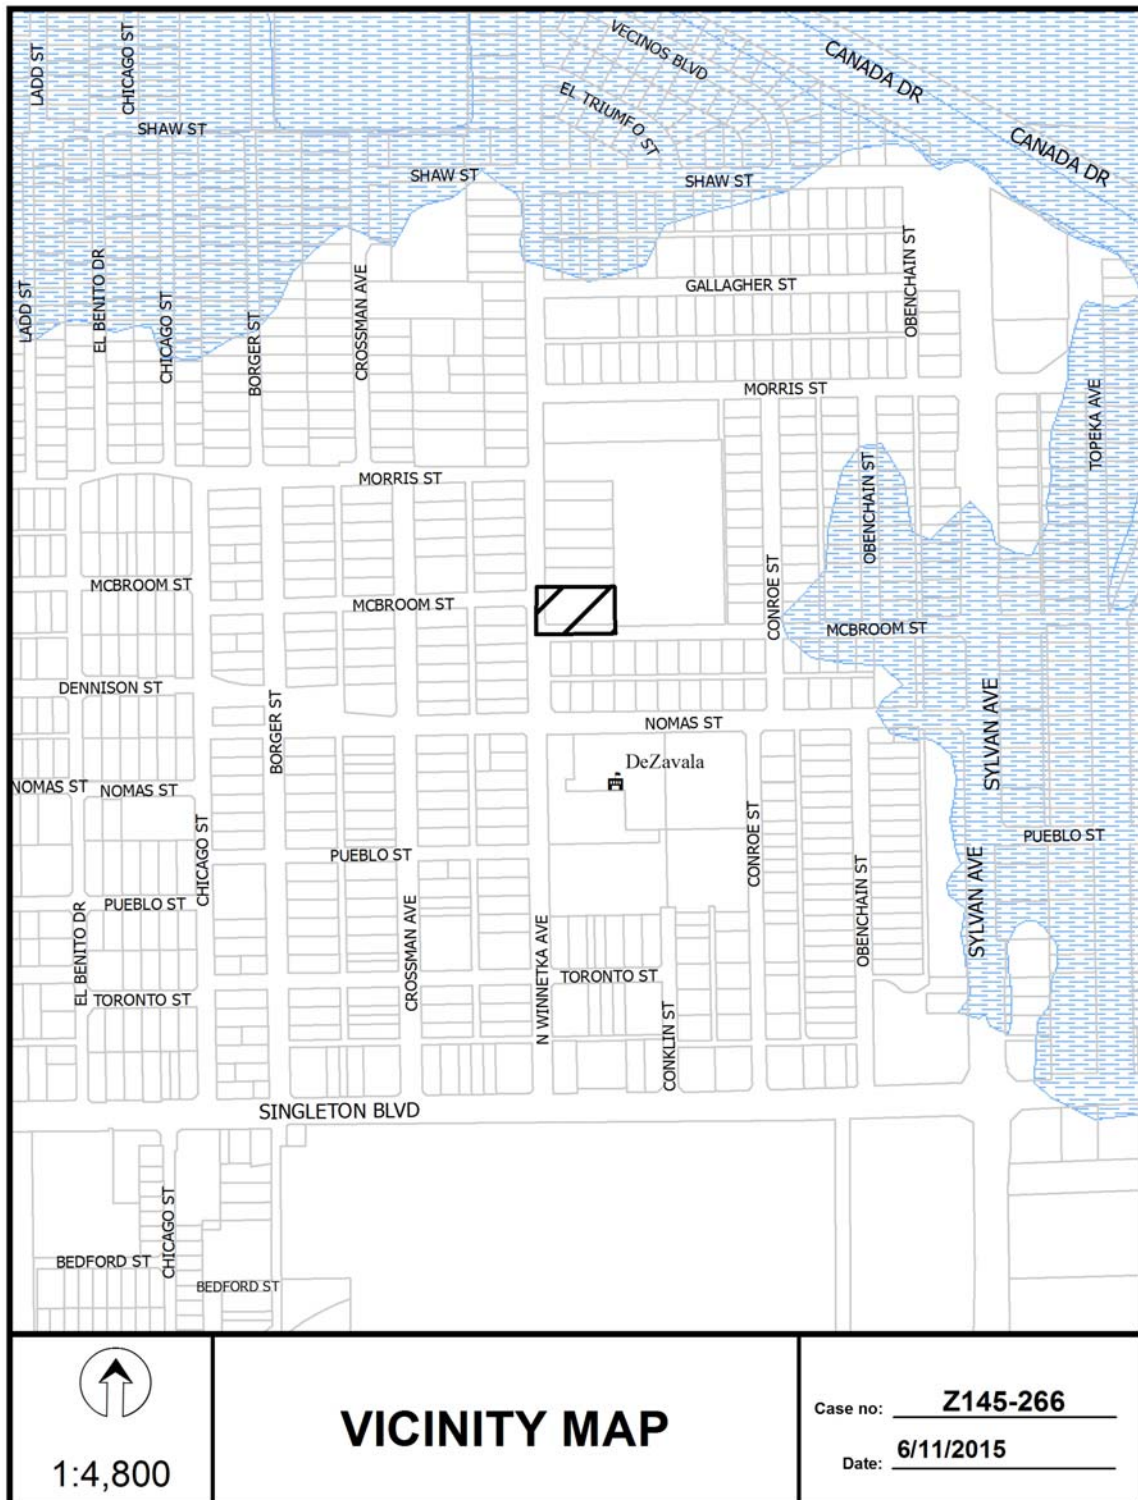 LADD ST
CHICAGO ST
VECINOS BLVD
CANADA DR
EL TRIUMFO ST
SHAW ST
CANADA DR
SHAW ST
SHAW ST
OBENCHAIN ST
EL BENITO DR
CROSSMAN AVE
GALLAGHER ST
LADD ST
CHICAGO ST
BORGER ST
MORRIS ST
TOPEKA AVE
MORRIS ST
OBENCHAIN ST
CONROE ST
MCBROOM ST
MCBROOM ST
MCBROOM ST
DENNISON ST
SYLVAN AVE
BORGER ST
NOMAS ST
DeZavala
NOMAS ST
NOMAS ST
CHICAGO ST
CONROE ST
PUEBLO ST
PUEBLO ST
OBENCHAIN ST
SYLVAN AVE
PUEBLO ST
EL BENITO DR
CROSSMAN AVE
N WINNETKA AVE
TORONTO ST
TORONTO ST
CONKLIN ST
SINGLETON BLVD
CHICAGO ST
BEDFORD ST
BEDFORD ST
1:4,800
VICINITY MAP
Case no: Z145-266
Date: 6/11/2015